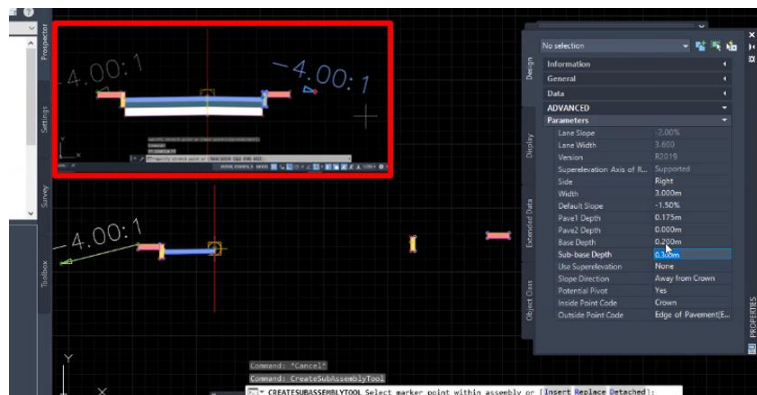 Prospector
Settings
Survey
Toolbox
-4.00:1
-4.00:1
-4.00:1
Y
X
Command: *Cancel*
Command: CreateSubAssemblyTool
CREATESUBASSEMBLYTOOL Select marker point within assembly or [Insert Replace Detached]:
No selection
Design
Display
Extended Data
Object Class
Information
General
Data
ADVANCED
Parameters
Lane Slope -2.00%
Lane Width 3.600
Version R2019
Superelevation Axis of R... Supported
Side Right
Width 3.000m
Default Slope -1.50%
Pave1 Depth 0.175m
Pave2 Depth 0.000m
Base Depth 0.200m
Sub-base Depth 0.300m
Use Superelevation None
Slope Direction Away from Crown
Potential Pivot Yes
Inside Point Code Crown
Outside Point Code Edge of Pavement(E...
PROPERTIES